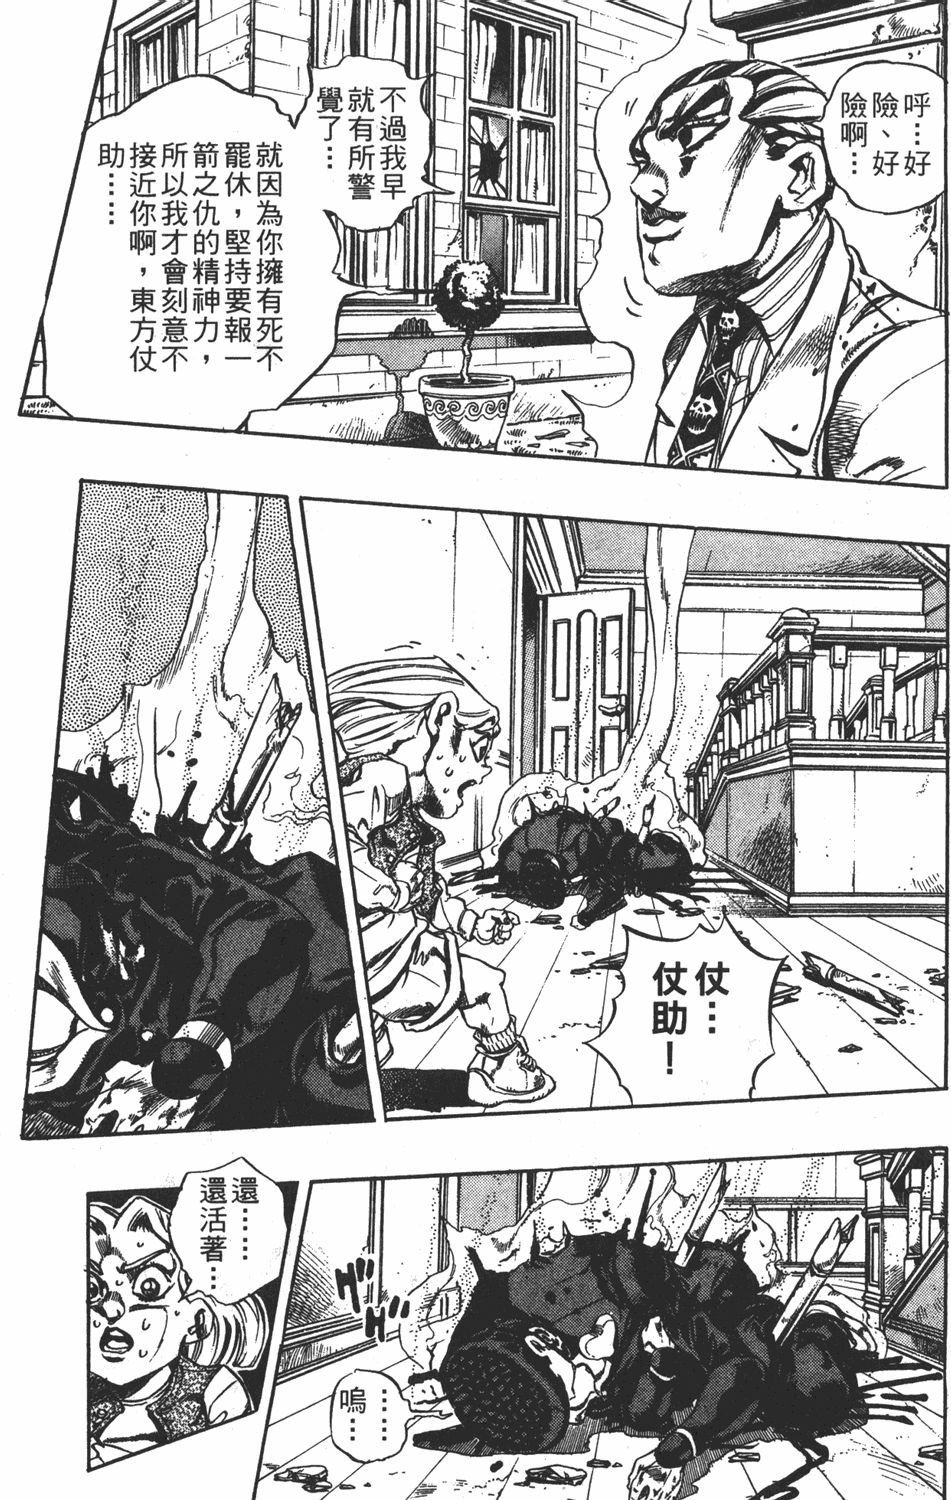 呼…好
險、好
險啊…
不過我早
就有所警
覺了…
就因為你擁有死不
罷休，堅持要報一
箭之仇的精神力，
所以我才會刻意不
接近你啊，東方仗
助……
仗…
仗助！
……
嗚…
還……
還活著…